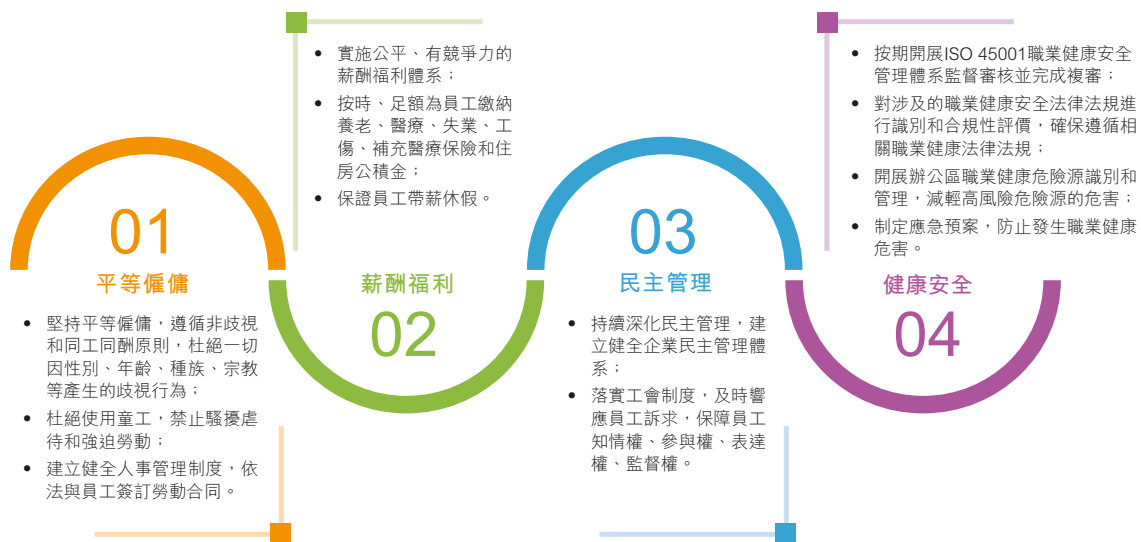 01
平等僱傭
• 堅持平等僱傭，遵循非歧視
和同工同酬原則，杜絕一切
因性別、年齡、種族、宗教
等產生的歧視行為；
• 杜絕使用童工，禁止騷擾虐
待和強迫勞動；
• 建立健全人事管理制度，依
法與員工簽訂勞動合同。
• 實施公平、有競爭力的
薪酬福利體系；
• 按時、足額為員工繳納
養老、醫療、失業、工
傷、補充醫療保險和住
房公積金；
• 保證員工帶薪休假。
薪酬福利
02
03
民主管理
• 持續深化民主管理，建
立健全企業民主管理體
系；
• 落實工會制度，及時響
應員工訴求，保障員工
知情權、參與權、表達
權、監督權。
• 按期開展ISO 45001職業健康安全
管理體系監督審核並完成複審；
• 對涉及的職業健康安全法律法規進
行識別和合規性評價，確保遵循相
關職業健康法律法規；
• 開展辦公區職業健康危險源識別和
管理，減輕高風險危險源的危害；
• 制定應急預案，防止發生職業健康
危害。
健康安全
04